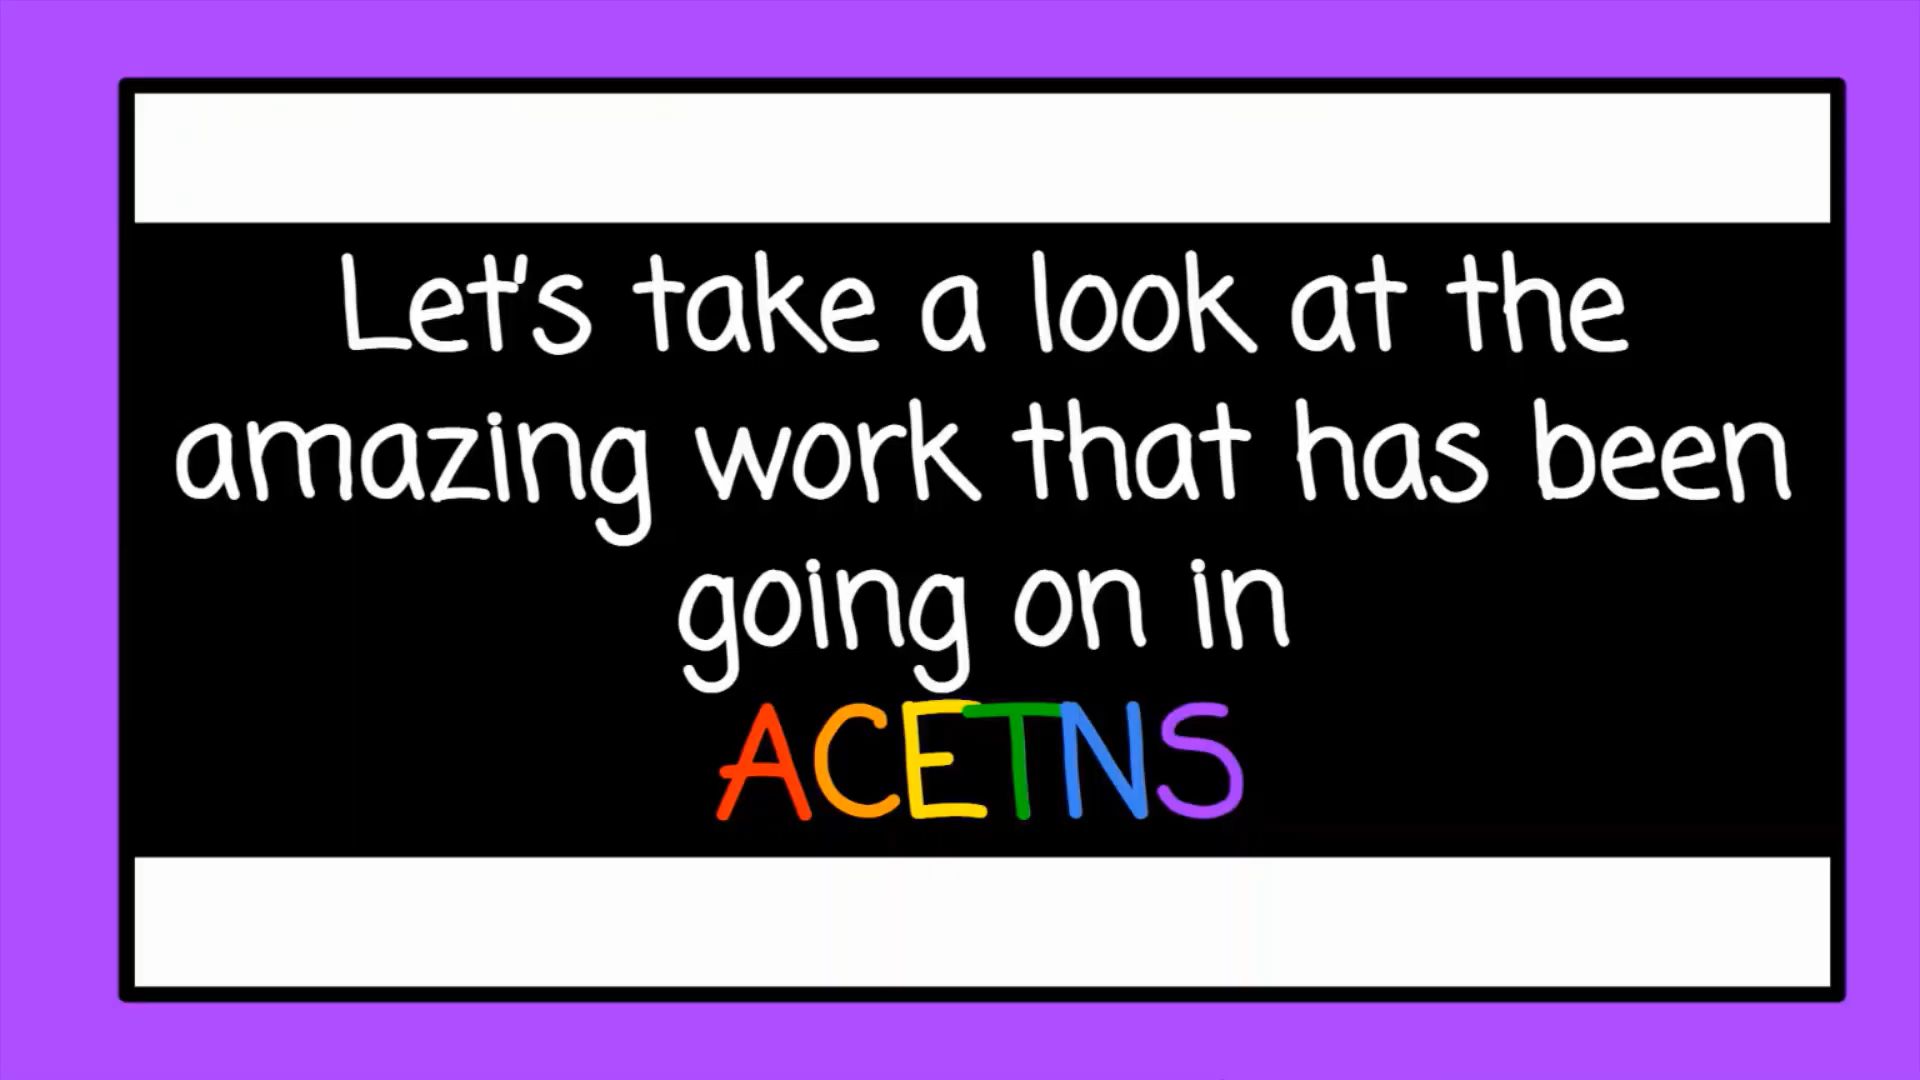 Let's take a look at the
amazing work that has been
going on in
ACETNS